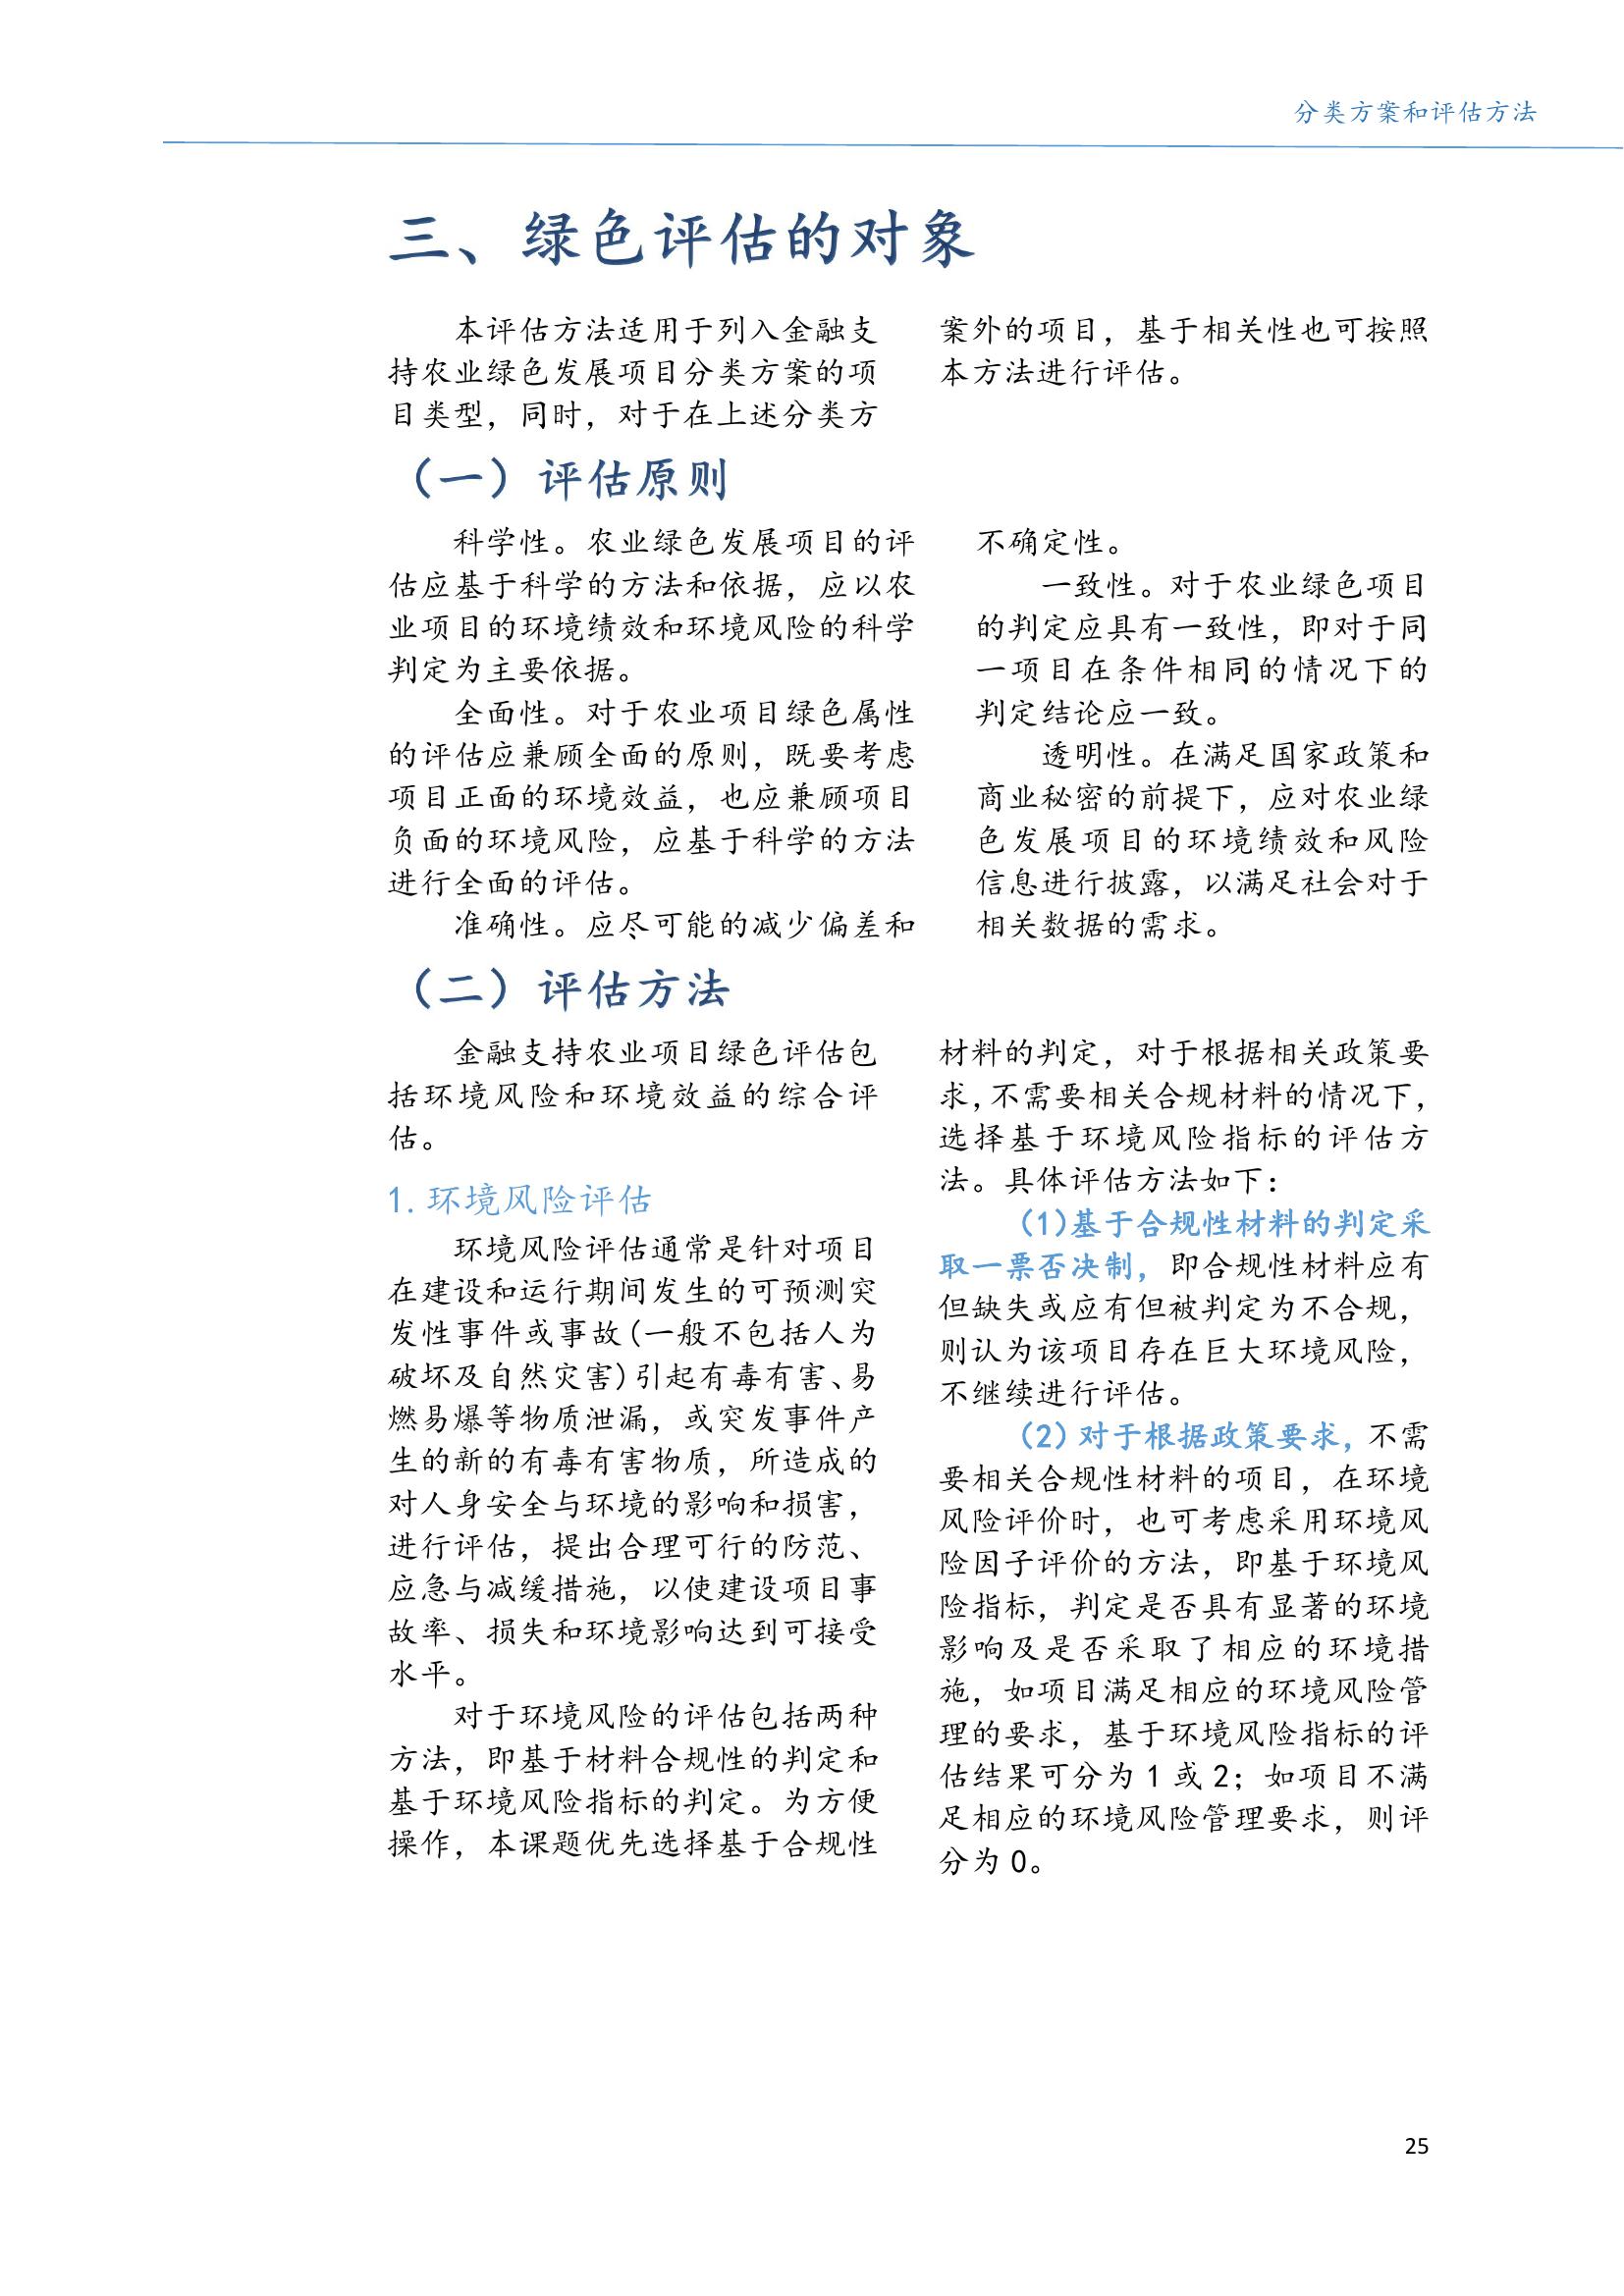 分类方案和评估方法
三、绿色评估的对象
本评估方法适用于列入金融支
持农业绿色发展项目分类方案的项
目类型，同时，对于在上述分类方
案外的项目，基于相关性也可按照
本方法进行评估。
（一）评估原则
科学性。农业绿色发展项目的评
估应基于科学的方法和依据，应以农
业项目的环境绩效和环境风险的科学
判定为主要依据。
全面性。对于农业项目绿色属性
的评估应兼顾全面的原则，既要考虑
项目正面的环境效益，也应兼顾项目
负面的环境风险，应基于科学的方法
进行全面的评估。
准确性。应尽可能的减少偏差和
不确定性。
一致性。对于农业绿色项目
的判定应具有一致性，即对于同
一项目在条件相同的情况下的
判定结论应一致。
透明性。在满足国家政策和
商业秘密的前提下，应对农业绿
色发展项目的环境绩效和风险
信息进行披露，以满足社会对于
相关数据的需求。
（二）评估方法
金融支持农业项目绿色评估包
括环境风险和环境效益的综合评
估。
1.环境风险评估
环境风险评估通常是针对项目
在建设和运行期间发生的可预测突
发性事件或事故(一般不包括人为
破坏及自然灾害)引起有毒有害、易
燃易爆等物质泄漏，或突发事件产
生的新的有毒有害物质，所造成的
对人身安全与环境的影响和损害，
进行评估，提出合理可行的防范、
应急与减缓措施，以使建设项目事
故率、损失和环境影响达到可接受
水平。
对于环境风险的评估包括两种
方法，即基于材料合规性的判定和
基于环境风险指标的判定。为方便
操作，本课题优先选择基于合规性
材料的判定，对于根据相关政策要
求，不需要相关合规材料的情况下，
选择基于环境风险指标的评估方
法。具体评估方法如下：
（1)基于合规性材料的判定采
取一票否决制，即合规性材料应有
但缺失或应有但被判定为不合规，
则认为该项目存在巨大环境风险，
不继续进行评估。
（2）对于根据政策要求，不需
要相关合规性材料的项目，在环境
风险评价时，也可考虑采用环境风
险因子评价的方法，即基于环境风
险指标，判定是否具有显著的环境
影响及是否采取了相应的环境措
施，如项目满足相应的环境风险管
理的要求，基于环境风险指标的评
估结果可分为 1 或 2；如项目不满
足相应的环境风险管理要求，则评
分为 0。
25